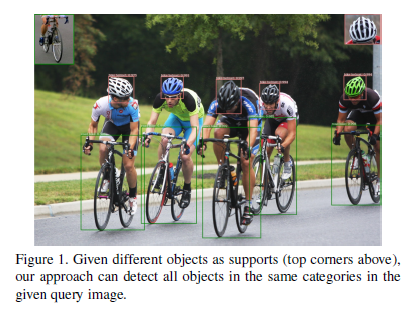 Figure 1. Given different objects as supports (top corners above),
our approach can detect all objects in the same categories in the
given query image.